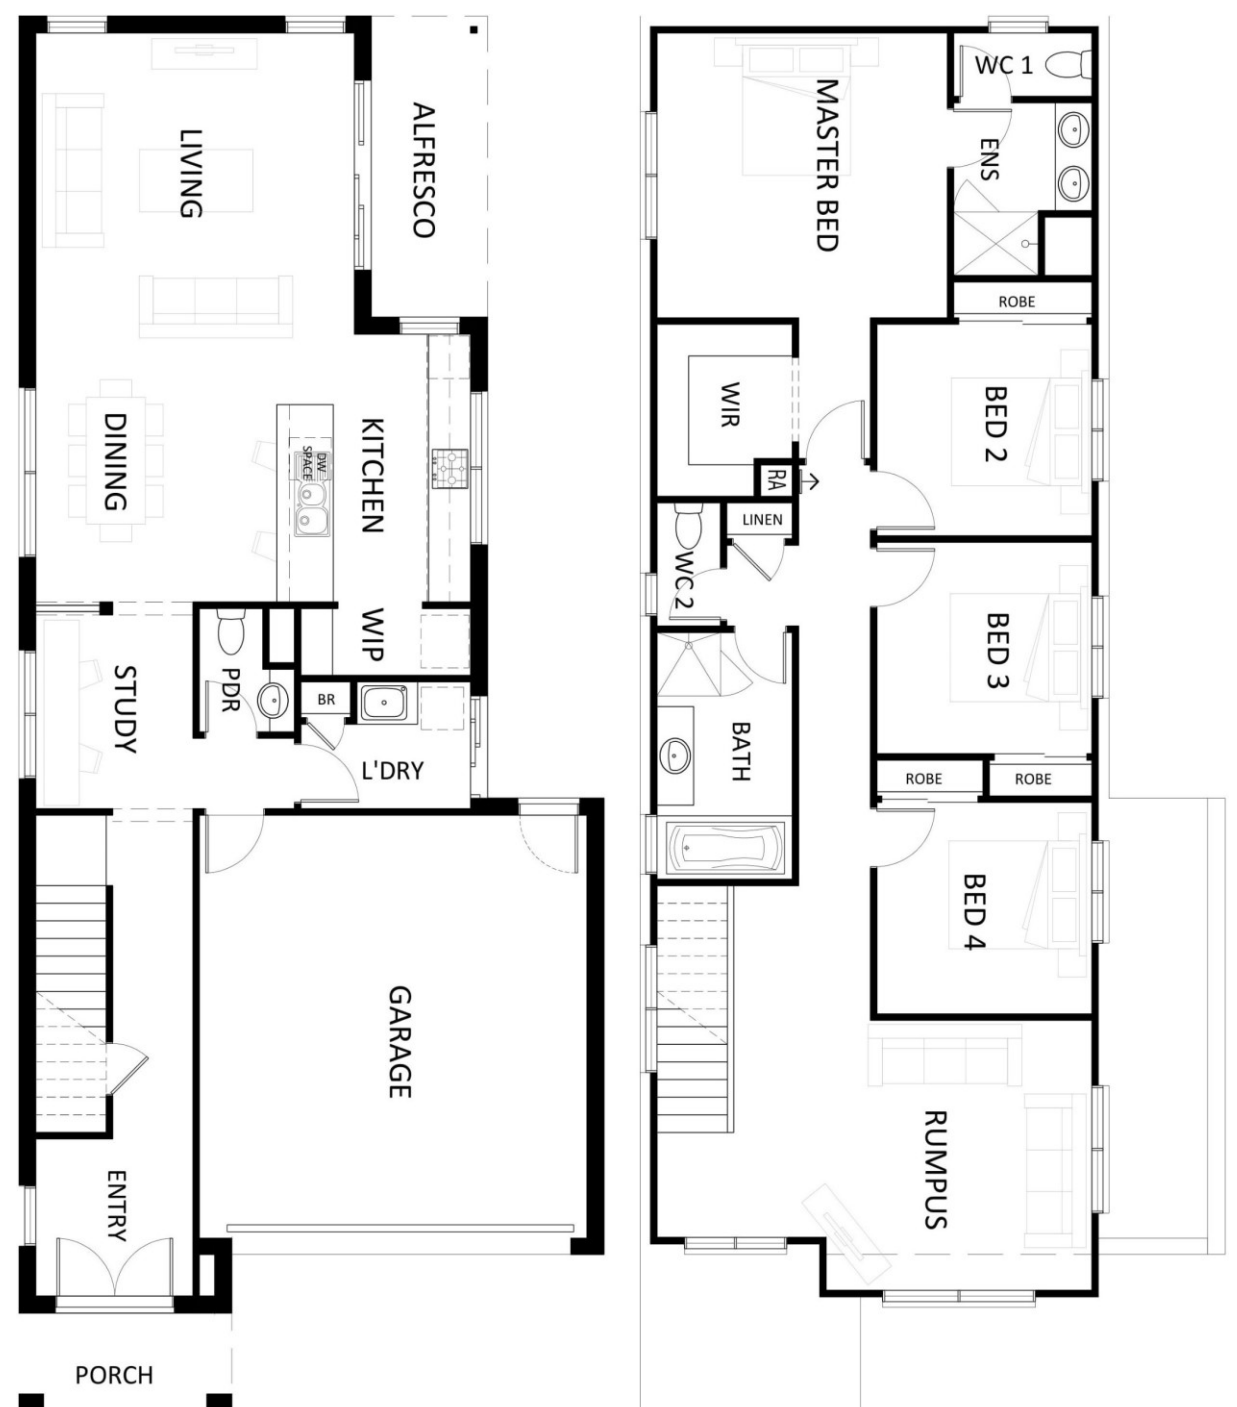 LIVING
ALFRESCO
DINING
KITCHEN
DW
SPACE
WIP
STUDY
PDR
BR
L'DRY
GARAGE
ENTRY
PORCH
MASTER BED
WC 1
ENS
ROBE
WIR
BED 2
RA
LINEN
WC 2
BED 3
BATH
ROBE
ROBE
BED 4
RUMPUS